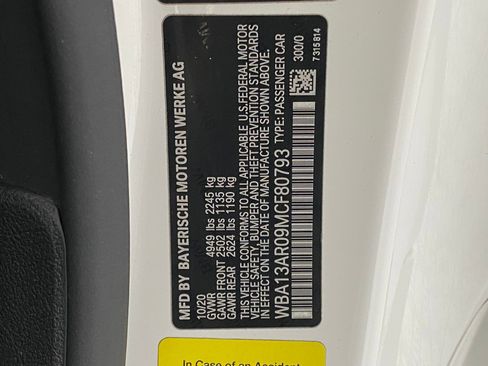 MFD BY BAYERISCHE MOTOREN WERKE AG
10/20
GVWR 4949 lbs 2245 kg
GAWR FRONT 2502 lbs 1135 kg
GAWR REAR 2624 lbs 1190 kg
THIS VEHICLE CONFORMS TO ALL APPLICABLE U.S. FEDERAL MOTOR
VEHICLE SAFETY, BUMPER AND THEFT PREVENTION STANDARDS
IN EFFECT ON THE DATE OF MANUFACTURE SHOWN ABOVE.
WBA13AR09MCF80793 TYPE: PASSENGER CAR
300/0
7315814
In Case of an Accident